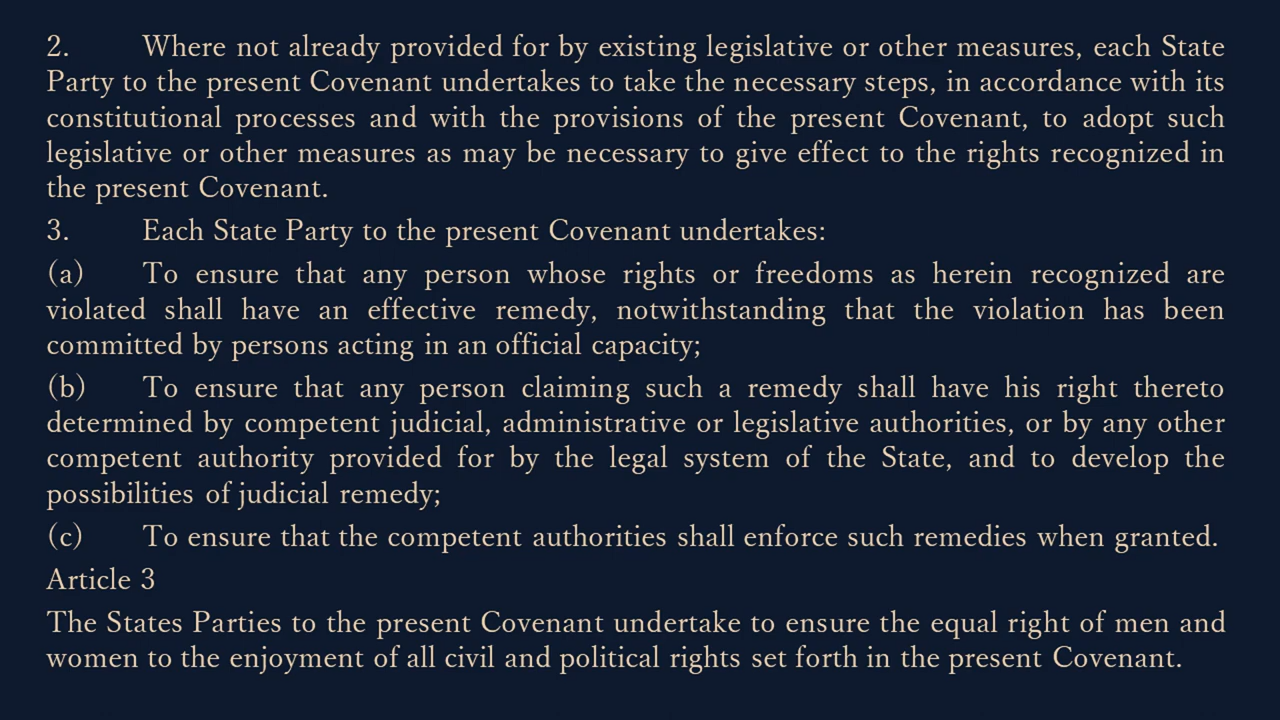 2. Where not already provided for by existing legislative or other measures, each State
Party to the present Covenant undertakes to take the necessary steps, in accordance with its
constitutional processes and with the provisions of the present Covenant, to adopt such
legislative or other measures as may be necessary to give effect to the rights recognized in
the present Covenant.
3. Each State Party to the present Covenant undertakes:
(a) To ensure that any person whose rights or freedoms as herein recognized are
violated shall have an effective remedy, notwithstanding that the violation has been
committed by persons acting in an official capacity;
(b) To ensure that any person claiming such a remedy shall have his right thereto
determined by competent judicial, administrative or legislative authorities, or by any other
competent authority provided for by the legal system of the State, and to develop the
possibilities of judicial remedy;
(c) To ensure that the competent authorities shall enforce such remedies when granted.
Article 3
The States Parties to the present Covenant undertake to ensure the equal right of men and
women to the enjoyment of all civil and political rights set forth in the present Covenant.